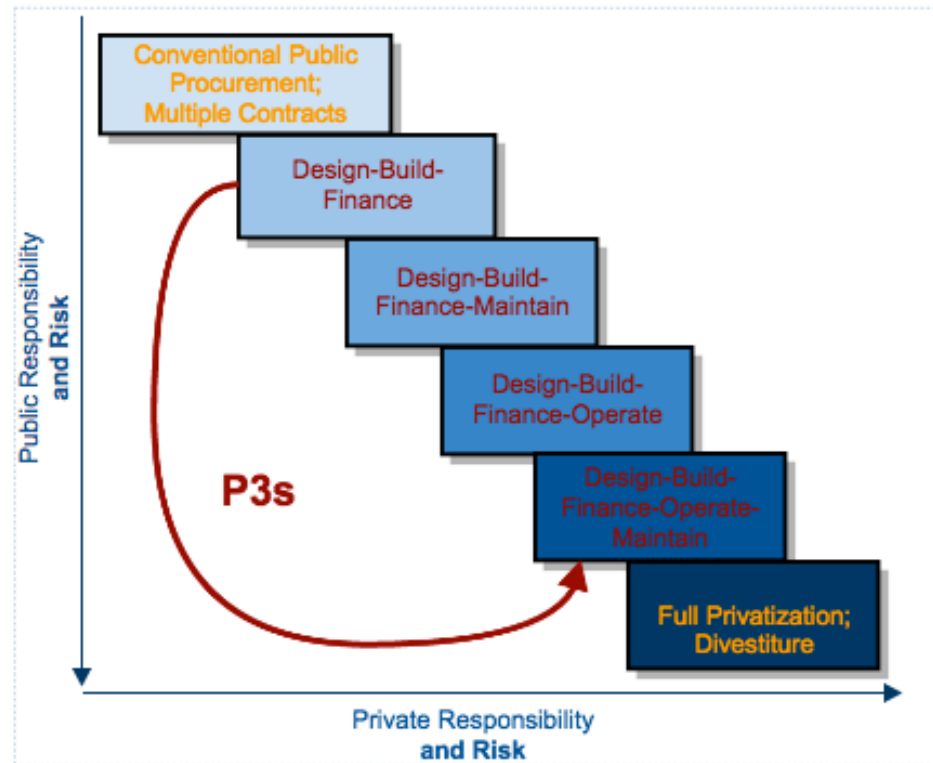 Conventional Public
Procurement;
Multiple Contracts
Design-Build-
Finance
Design-Build-
Finance-Maintain
Design-Build-
Finance-Operate
Design-Build-
Finance-Operate-
Maintain
Full Privatization;
Divestiture
P3s
Public Responsibility
and Risk
Private Responsibility
and Risk